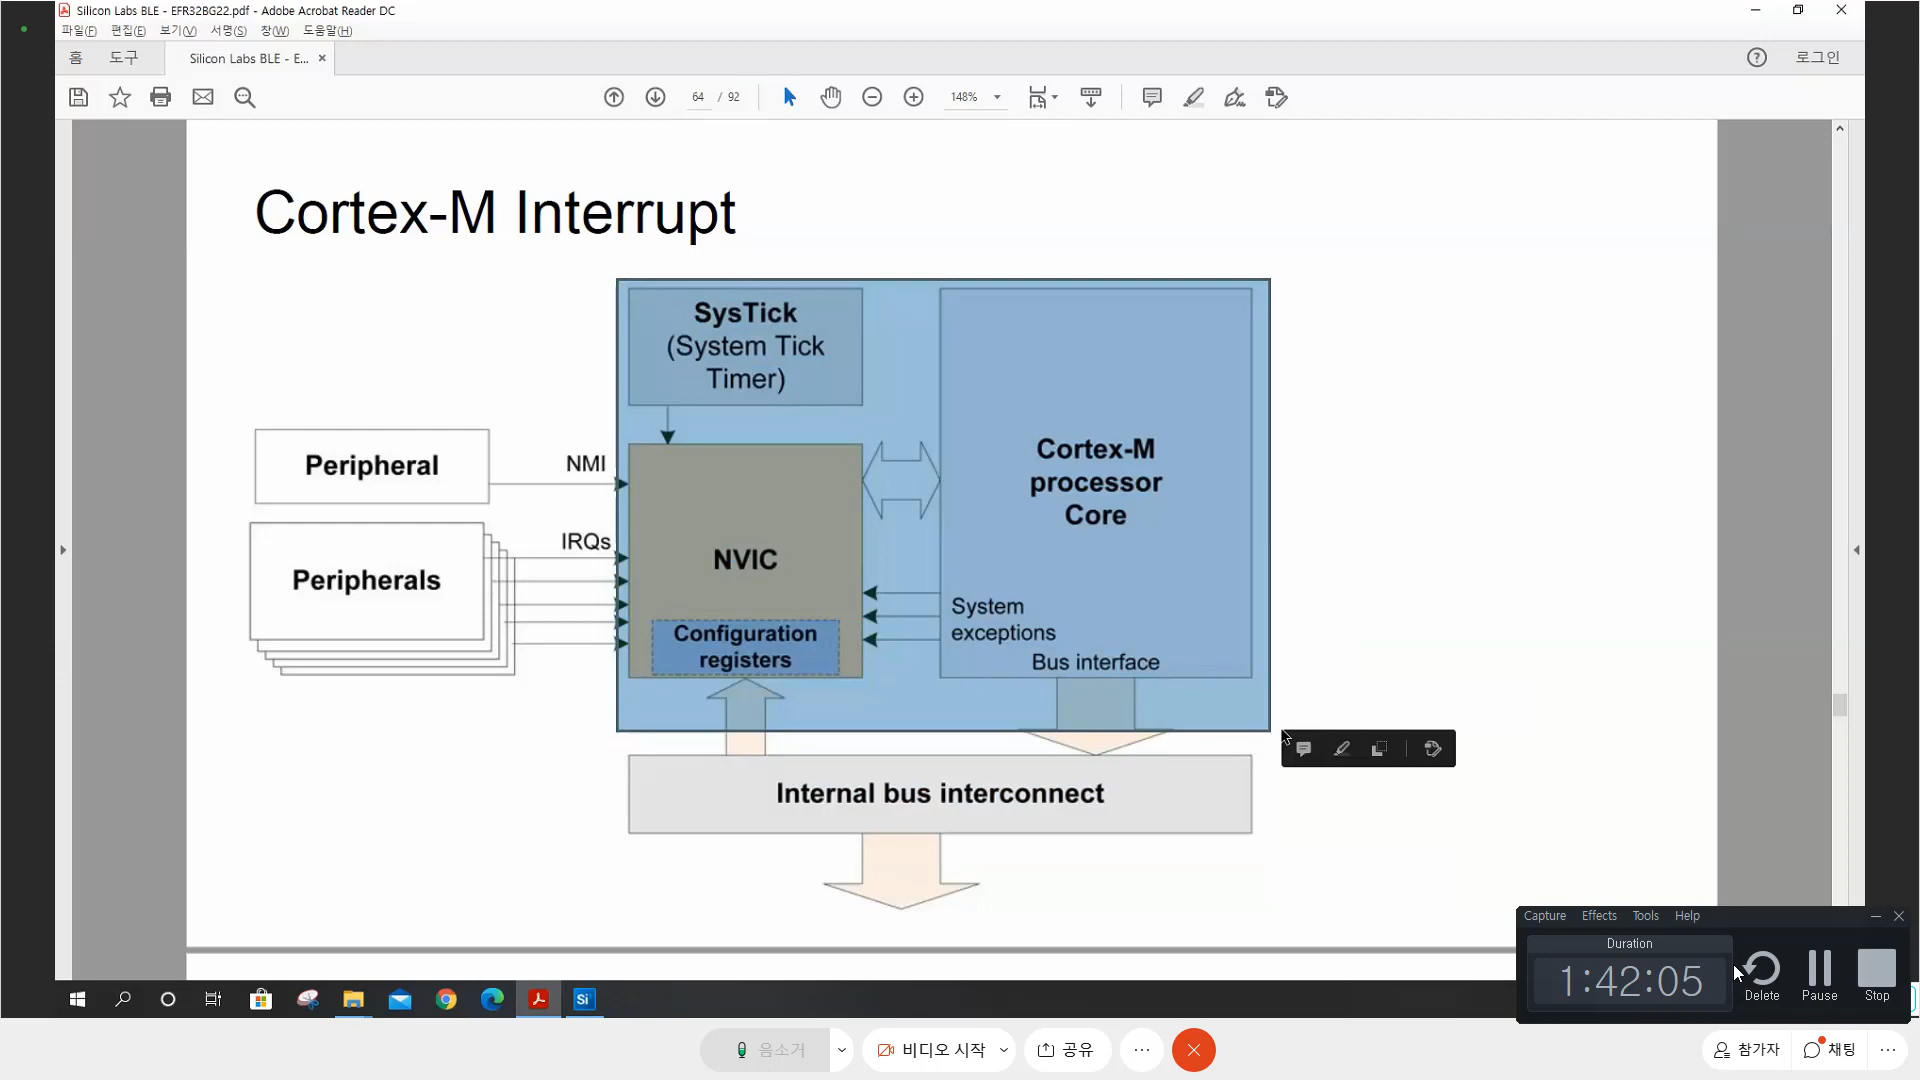 Silicon Labs BLE - EFR32BG22.pdf - Adobe Acrobat Reader DC
파일(F) 편집(E) 보기(V) 서명(S) 창(W) 도움말(H)
홈 도구 Silicon Labs BLE - E... × 로그인
64 / 92 148%
Cortex-M Interrupt
SysTick
(System Tick
Timer)
Peripheral
NMI
Cortex-M
processor
Core
IRQs
Peripherals
NVIC
System
exceptions
Configuration
registers
Bus interface
Internal bus interconnect
Capture Effects Tools Help
Duration
1:42:05
Delete Pause Stop
Si
음소거 비디오 시작 공유 참가자 채팅